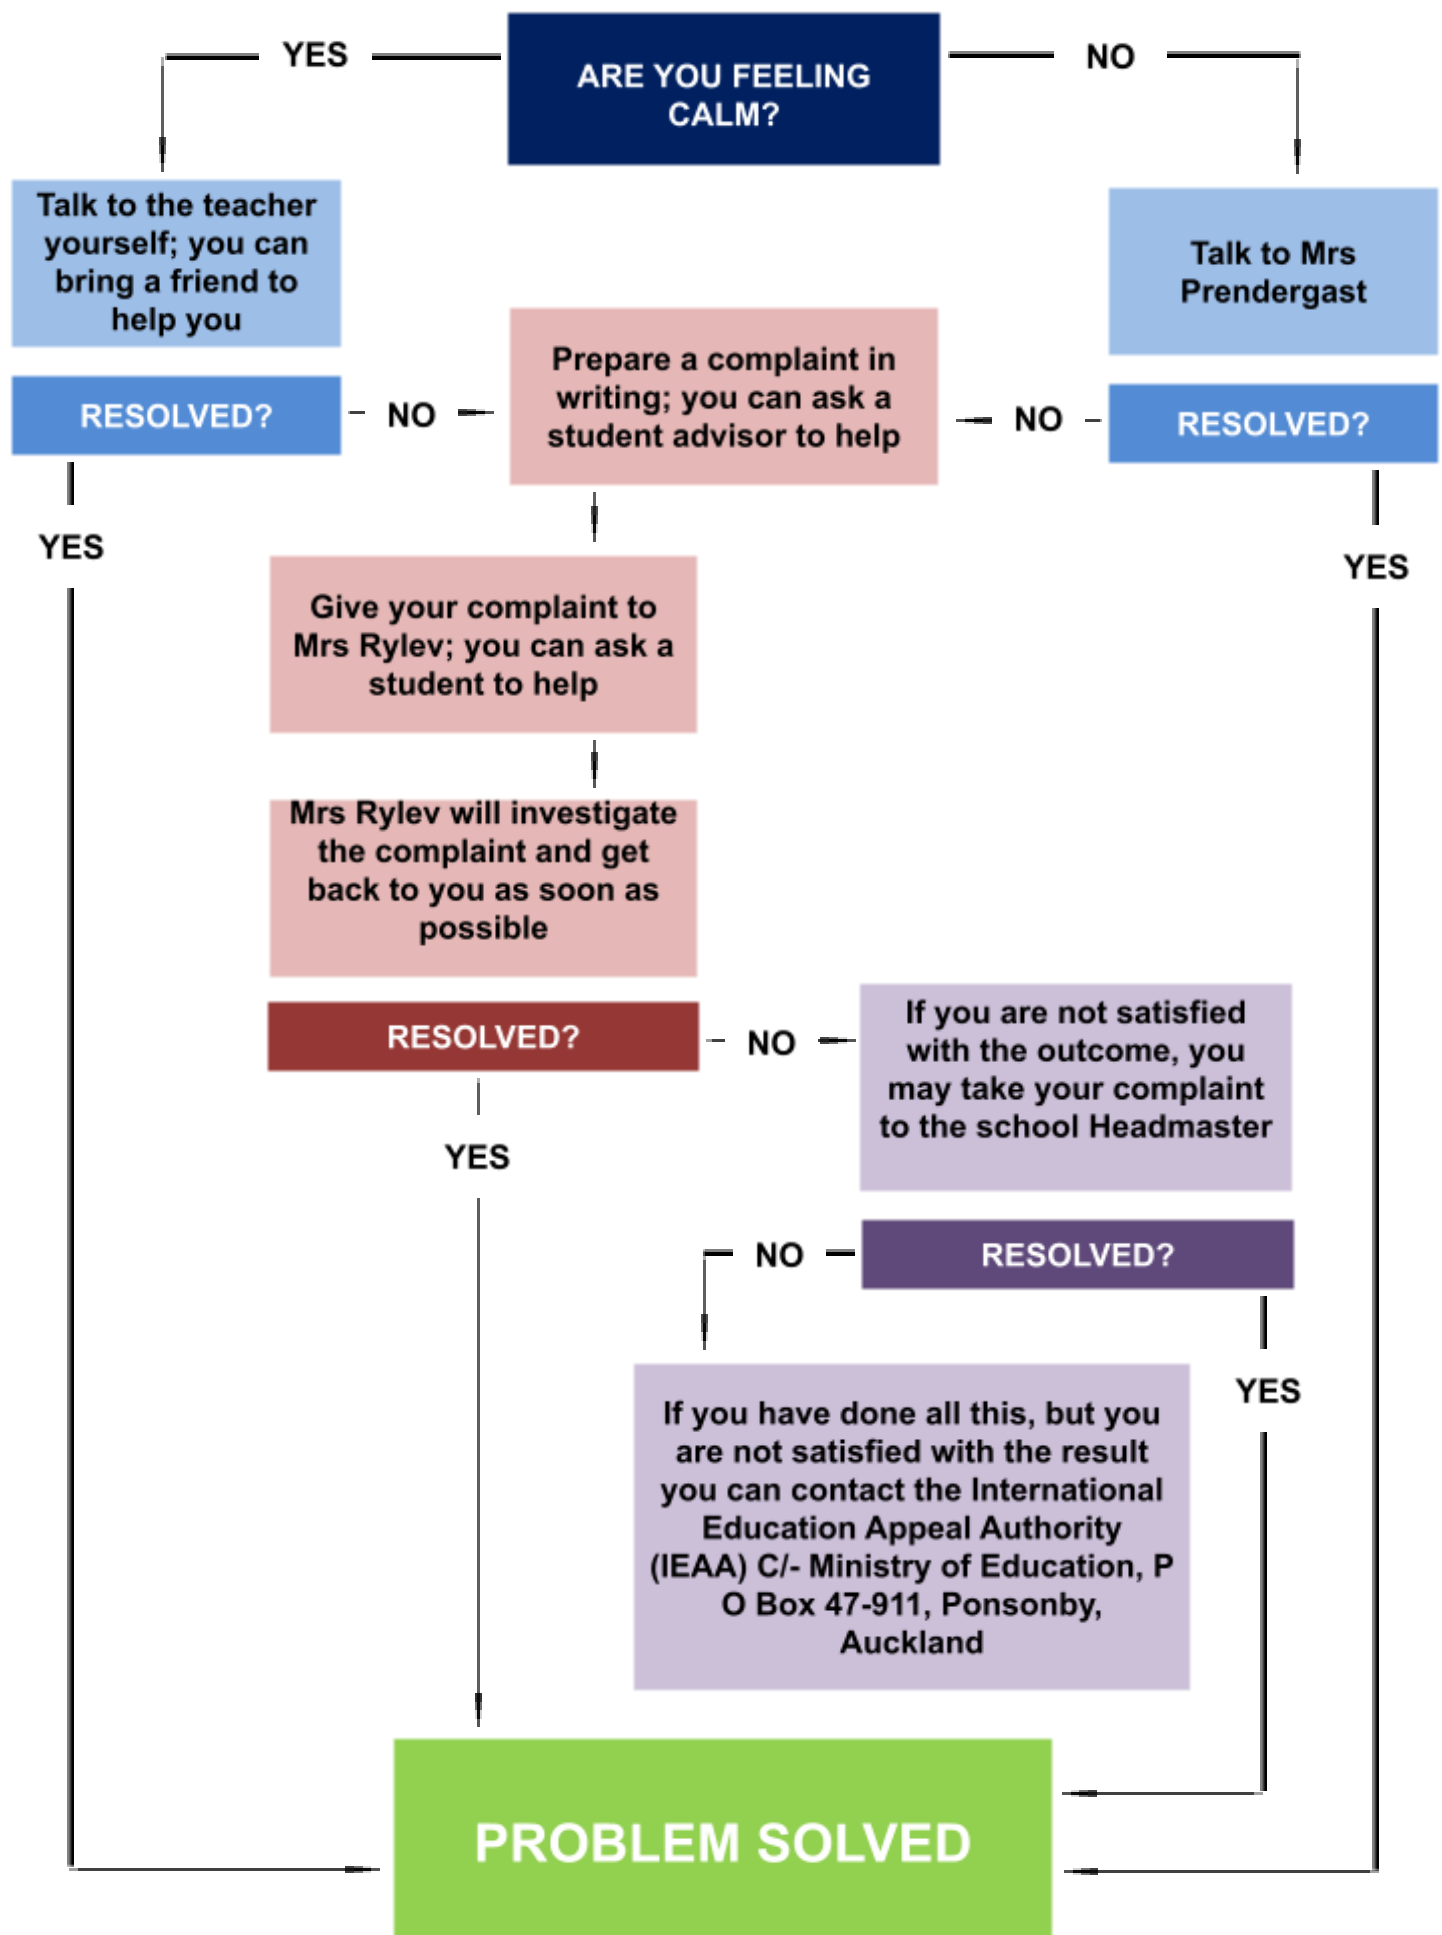 YES
ARE YOU FEELING
CALM?
NO
Talk to the teacher
yourself; you can
bring a friend to
help you
Talk to Mrs
Prendergast
RESOLVED?
NO
Prepare a complaint in
writing; you can ask a
student advisor to help
NO
RESOLVED?
YES
YES
Give your complaint to
Mrs Rylev; you can ask a
student to help
Mrs Rylev will investigate
the complaint and get
back to you as soon as
possible
RESOLVED?
NO
If you are not satisfied
with the outcome, you
may take your complaint
to the school Headmaster
YES
NO
RESOLVED?
YES
If you have done all this, but you
are not satisfied with the result
you can contact the International
Education Appeal Authority
(IEAA) C/- Ministry of Education, P
O Box 47-911, Ponsonby,
Auckland
PROBLEM SOLVED